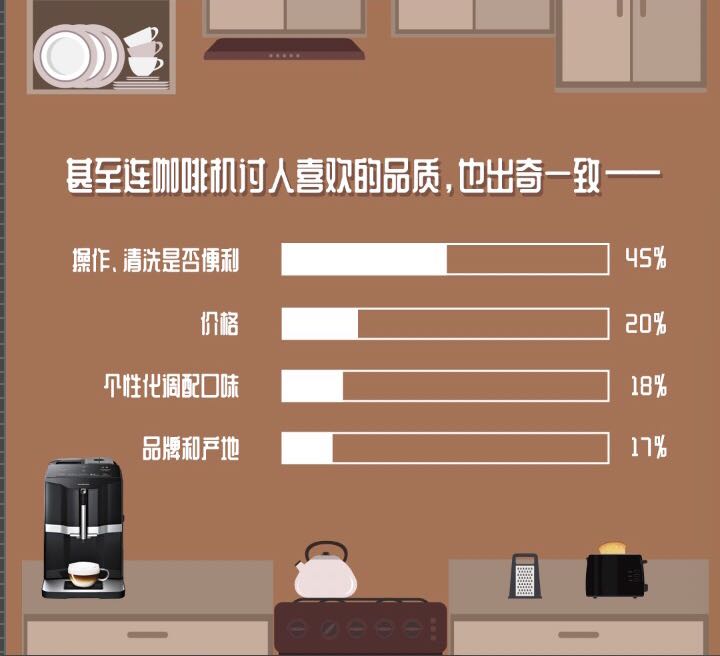 甚至连咖啡机讨人喜欢的品质,也出奇一致——
操作、清洗是否便利 45%
价格 20%
个性化调配口味 18%
品牌和产地 17%